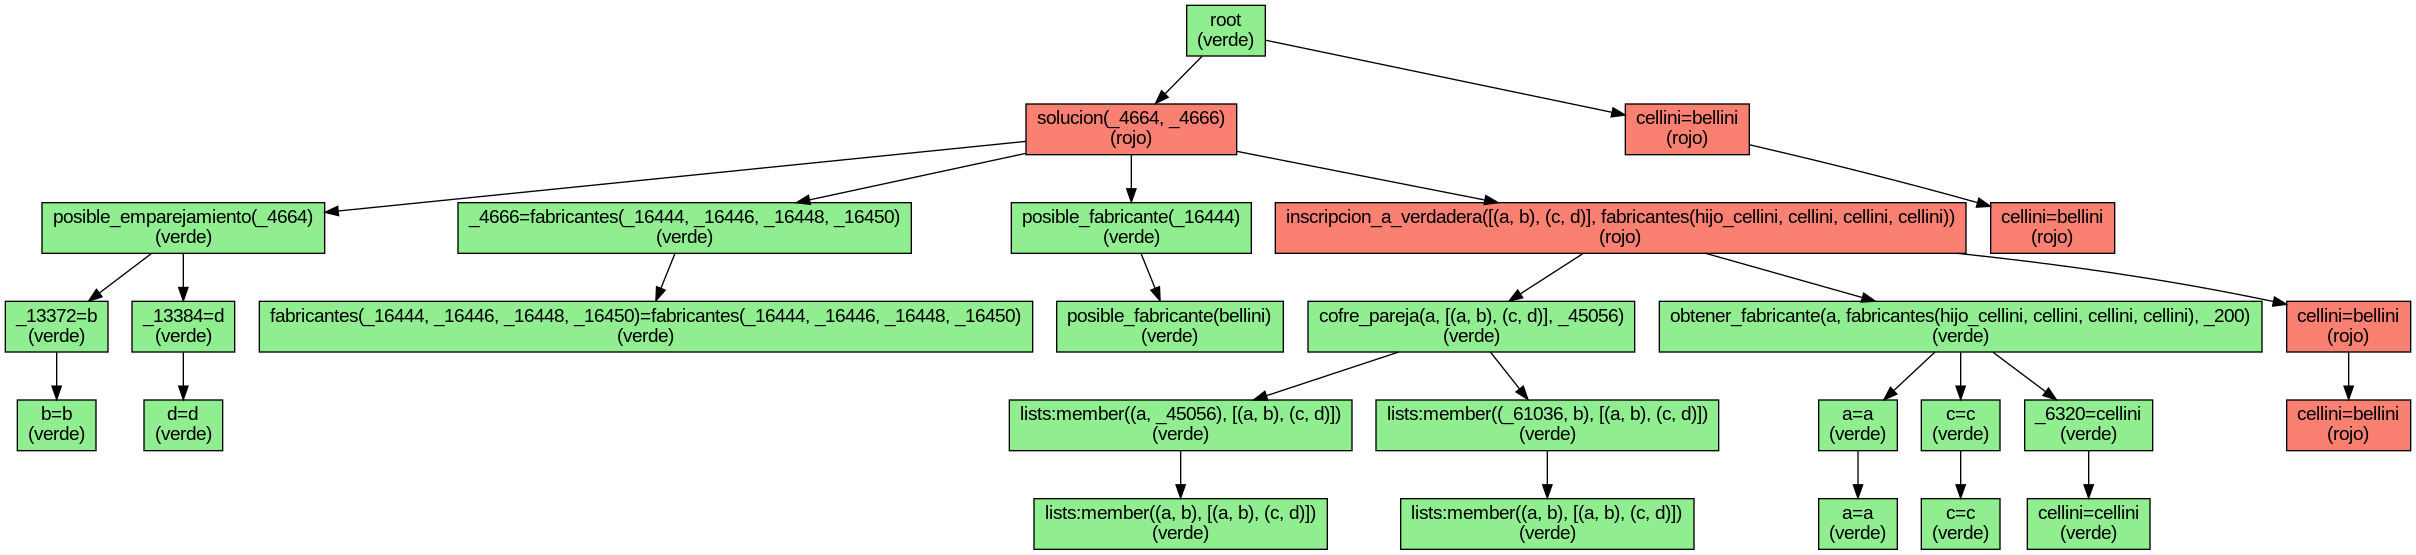 root
(verde)
solucion(_4664, _4666)
(rojo)
cellini=bellini
(rojo)
posible_emparejamiento(_4664)
(verde)
_4666=fabricantes(_16444, _16446, _16448, _16450)
(verde)
posible_fabricante(_16444)
(verde)
inscripcion_a_verdadera([(a, b), (c, d)], fabricantes(hijo_cellini, cellini, cellini, cellini))
(rojo)
cellini=bellini
(rojo)
_13372=b
(verde)
_13384=d
(verde)
fabricantes(_16444, _16446, _16448, _16450)=fabricantes(_16444, _16446, _16448, _16450)
(verde)
posible_fabricante(bellini)
(verde)
cofre_pareja(a, [(a, b), (c, d)], _45056)
(verde)
obtener_fabricante(a, fabricantes(hijo_cellini, cellini, cellini, cellini), _200)
(verde)
cellini=bellini
(rojo)
b=b
(verde)
d=d
(verde)
lists:member((a, _45056), [(a, b), (c, d)])
(verde)
lists:member((_61036, b), [(a, b), (c, d)])
(verde)
a=a
(verde)
c=c
(verde)
_6320=cellini
(verde)
cellini=bellini
(rojo)
lists:member((a, b), [(a, b), (c, d)])
(verde)
lists:member((a, b), [(a, b), (c, d)])
(verde)
a=a
(verde)
c=c
(verde)
cellini=cellini
(verde)